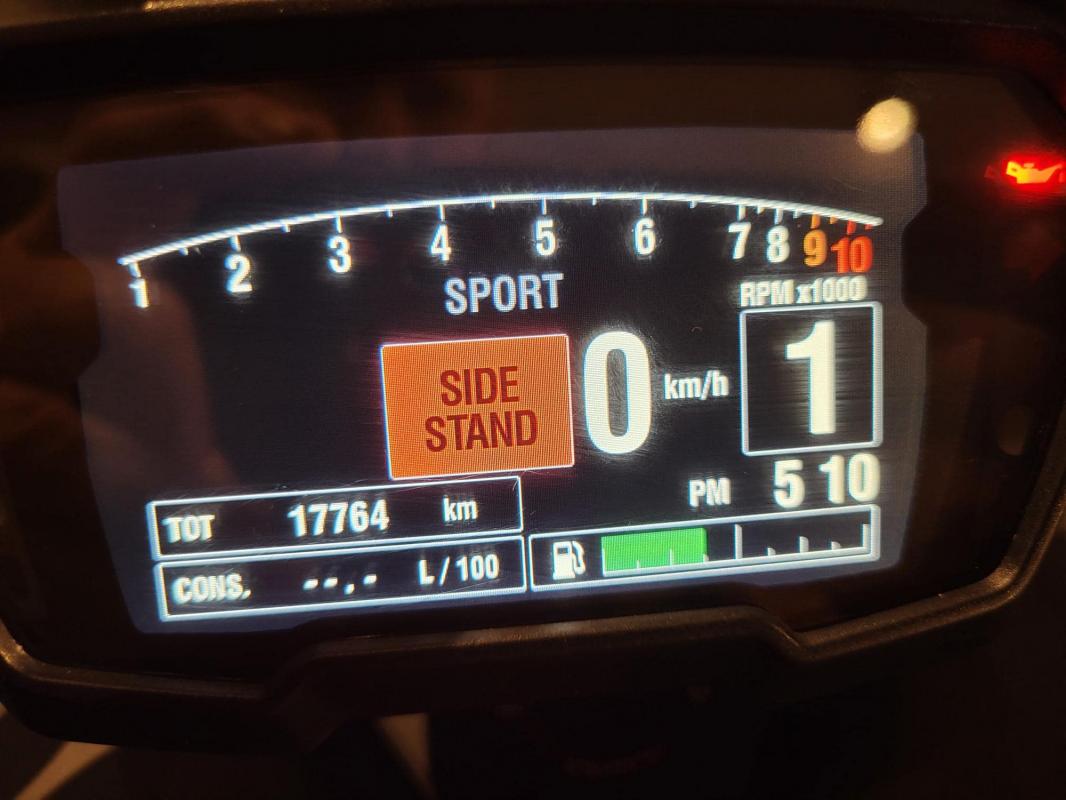 1 2 3 4 5 6 7 8 9 10
SPORT
RPM x1000
SIDE
STAND
0 km/h
1
PM 5 10
TOT 17764 km
CONS. --,- L/100